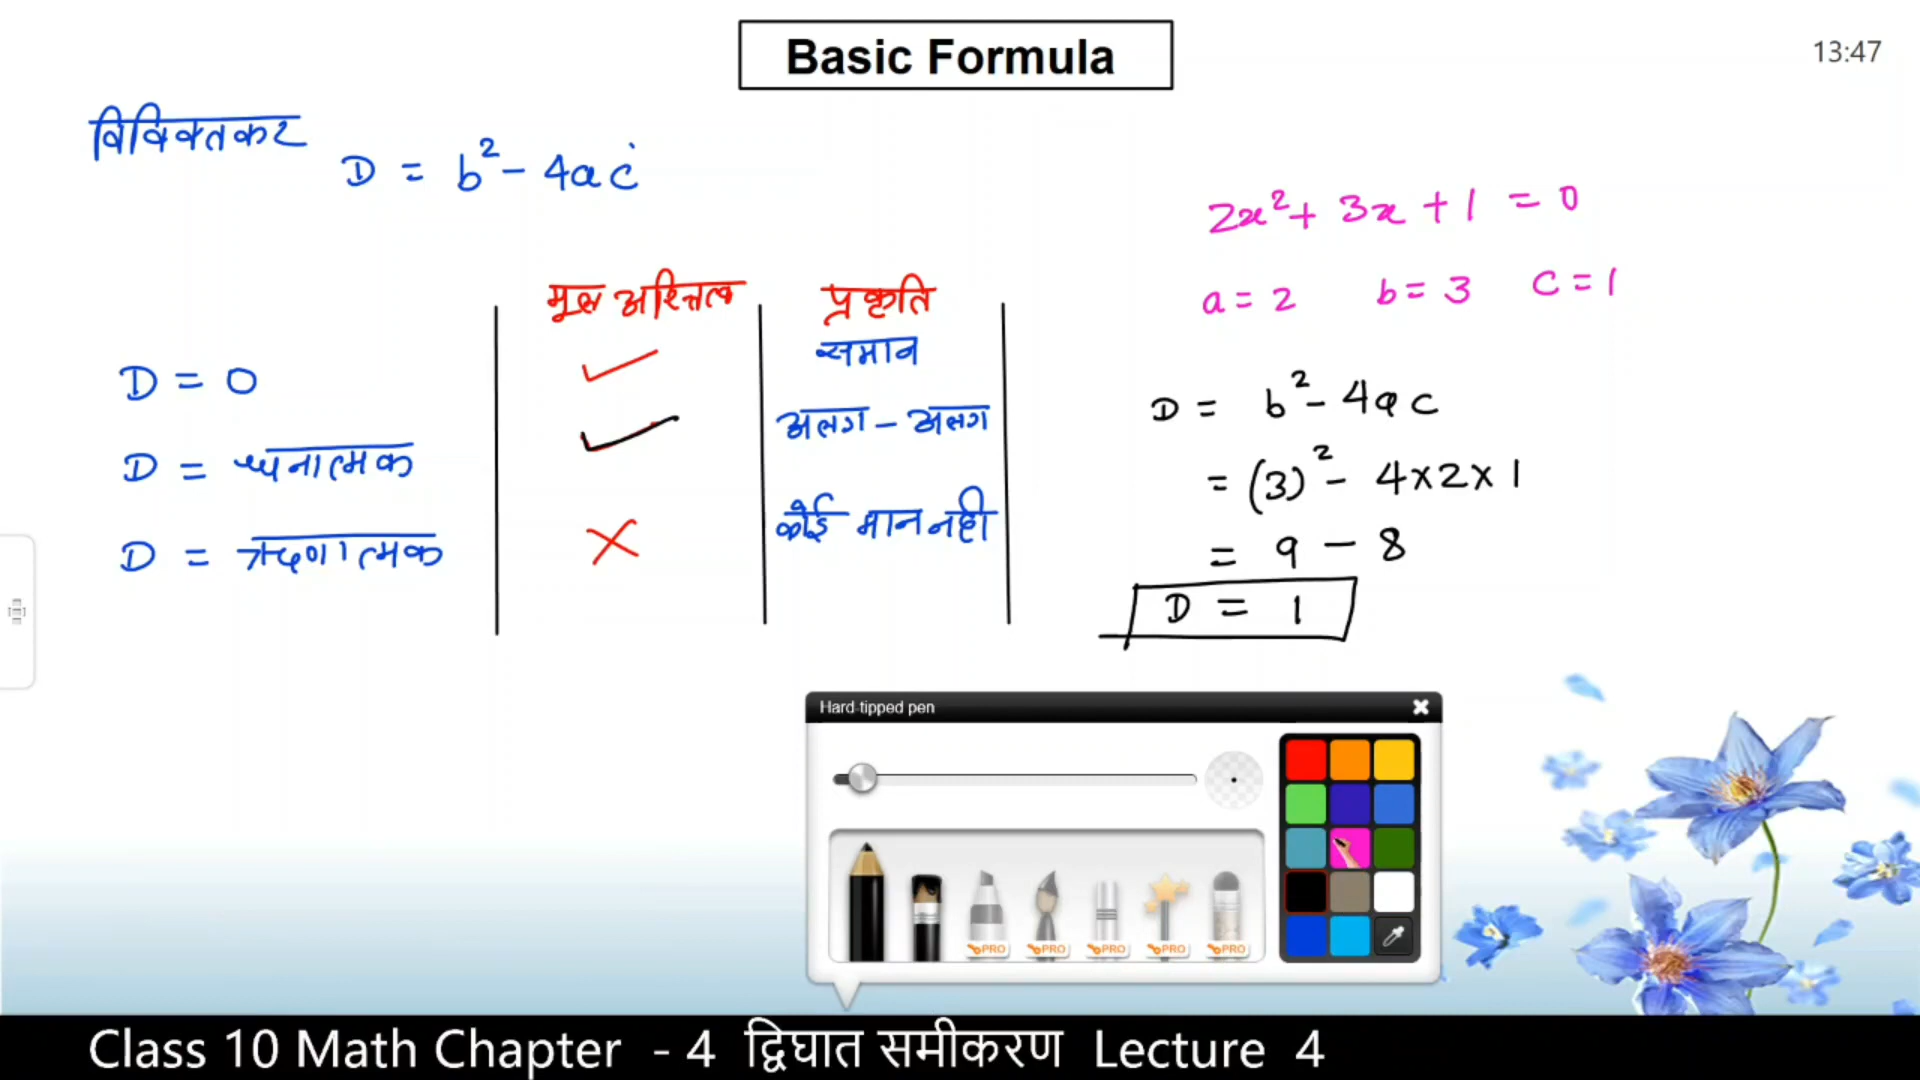 Basic Formula
13:47
विविक्तकर
D = b² - 4ac
2x² + 3x + 1 = 0
a = 2 b = 3 c = 1
मूल अस्तित्व प्रकृति
D = 0 ✓ समान
D = धनात्मक ✓ अलग - अलग
D = ऋणात्मक ✗ कोई मान नही
D = b² - 4ac
= (3)² - 4×2×1
= 9 - 8
D = 1
Hard-tipped pen
PRO PRO PRO PRO PRO
Class 10 Math Chapter - 4 द्विघात समीकरण Lecture 4